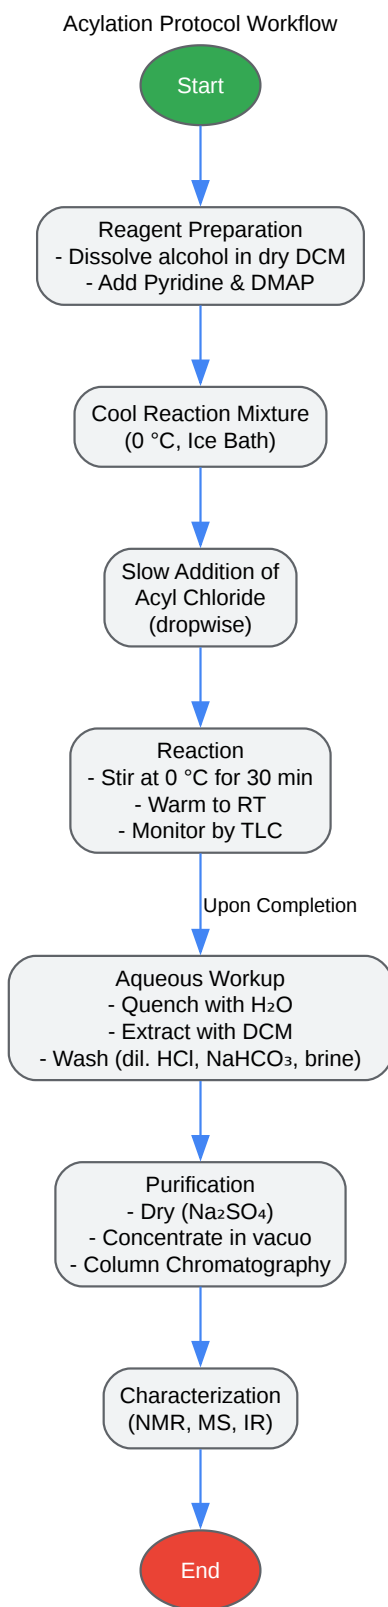 Acylation Protocol Workflow
Start
Reagent Preparation
- Dissolve alcohol in dry DCM
- Add Pyridine & DMAP
Cool Reaction Mixture
(0 °C, Ice Bath)
Slow Addition of
Acyl Chloride
(dropwise)
Reaction
- Stir at 0 °C for 30 min
- Warm to RT
- Monitor by TLC
Upon Completion
Aqueous Workup
- Quench with H₂O
- Extract with DCM
- Wash (dil. HCl, NaHCO₃, brine)
Purification
- Dry (Na₂SO₄)
- Concentrate in vacuo
- Column Chromatography
Characterization
(NMR, MS, IR)
End